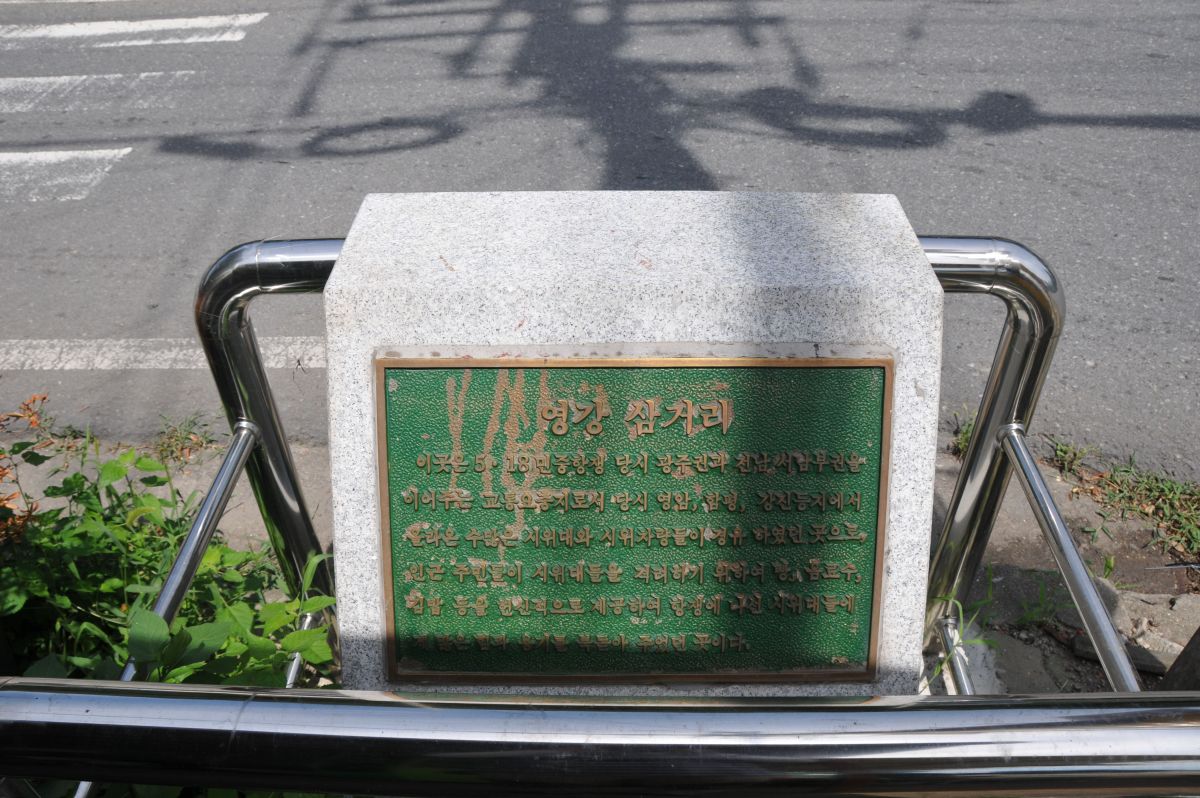 영강 삼거리
이곳은 5·18민중항쟁 당시 광주권과 전남 서남부권을
이어주는 교통요충지로서 당시 영암, 함평, 강진등지에서
올라온 수많은 시위대와 시위차량들이 경유 하였던 곳으로
인근 주민들이 시위대들을 격려하기 위하여 빵, 음료수,
김밥 등을 헌신적으로 제공하여 항쟁에 나선 시위대들에
많은 힘과 용기를 북돋아 주었던 곳이다.